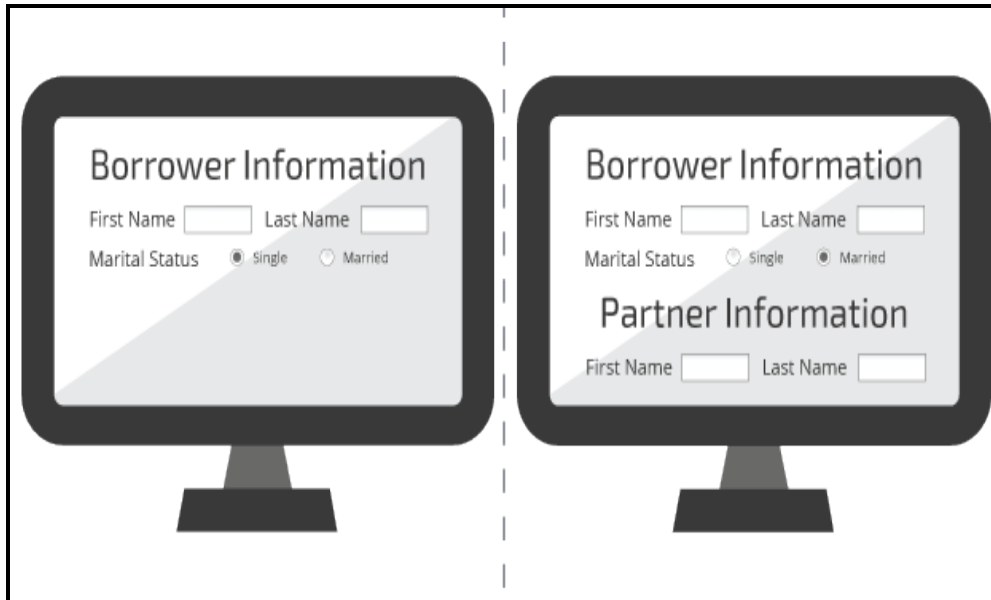 Borrower Information
First Name Last Name
Marital Status Single Married
Borrower Information
First Name Last Name
Marital Status Single Married
Partner Information
First Name Last Name